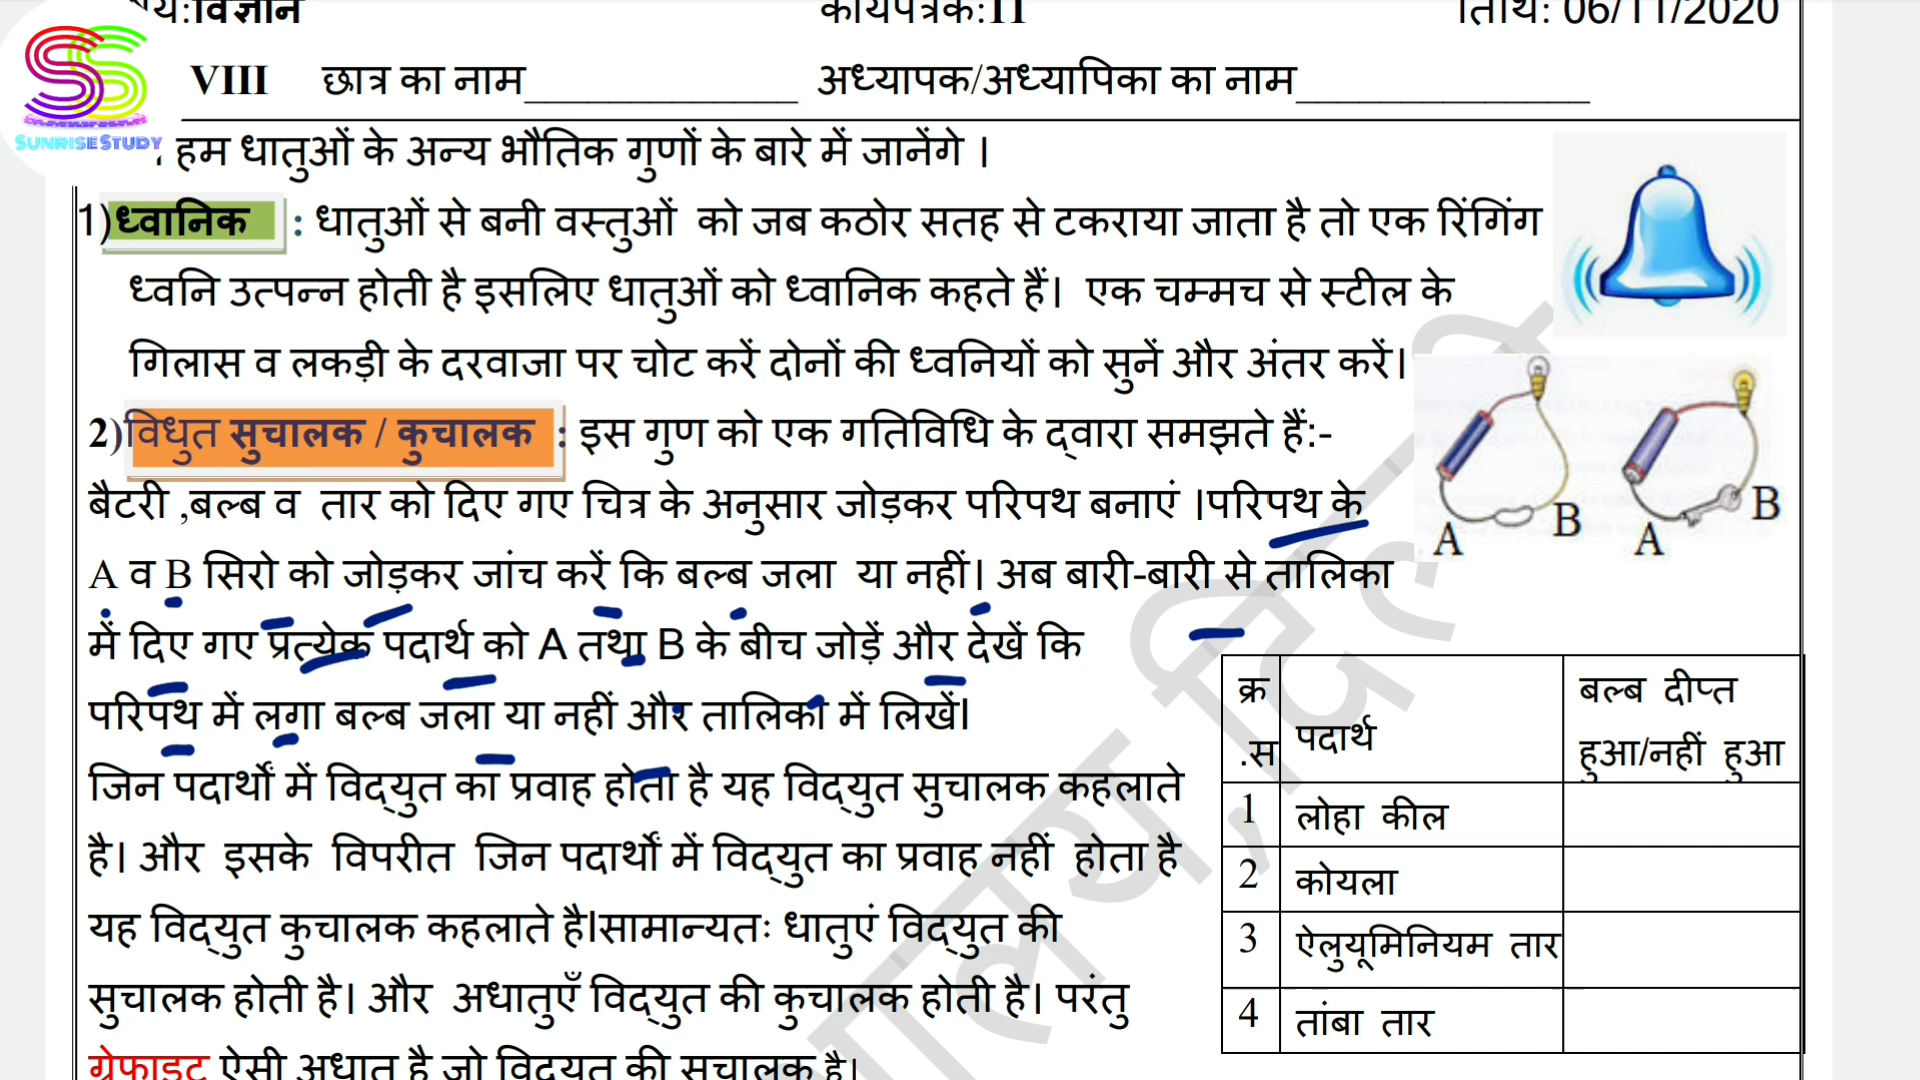 विज्ञान कार्यपत्रक:11 तिथि: 06/11/2020
VIII छात्र का नाम_____________ अध्यापक/अध्यापिका का नाम______________
SUNRISESTUDY
हम धातुओं के अन्य भौतिक गुणों के बारे में जानेंगे ।
1)ध्वानिक : धातुओं से बनी वस्तुओं को जब कठोर सतह से टकराया जाता है तो एक रिंगिंग
ध्वनि उत्पन्न होती है इसलिए धातुओं को ध्वानिक कहते हैं। एक चम्मच से स्टील के
गिलास व लकड़ी के दरवाजा पर चोट करें दोनों की ध्वनियों को सुनें और अंतर करें।
2)विधुत सुचालक / कुचालक : इस गुण को एक गतिविधि के द्वारा समझते हैं:-
बैटरी ,बल्ब व तार को दिए गए चित्र के अनुसार जोड़कर परिपथ बनाएं ।परिपथ के
A व B सिरो को जोड़कर जांच करें कि बल्ब जला या नहीं। अब बारी-बारी से तालिका
में दिए गए प्रत्येक पदार्थ को A तथा B के बीच जोड़ें और देखें कि
परिपथ में लगा बल्ब जला या नहीं और तालिका में लिखें।
जिन पदार्थों में विद्युत का प्रवाह होता है यह विद्युत सुचालक कहलाते
है। और इसके विपरीत जिन पदार्थों में विद्युत का प्रवाह नहीं होता है
यह विद्युत कुचालक कहलाते है।सामान्यतः धातुएं विद्युत की
सुचालक होती है। और अधातुएँ विद्युत की कुचालक होती है। परंतु
ग्रेफाइट ऐसी अधातु है जो विद्युत की सुचालक है।
A B A B
क्र.स पदार्थ बल्ब दीप्त
हुआ/नहीं हुआ
1 लोहा कील
2 कोयला
3 ऐलुयूमिनियम तार
4 तांबा तार